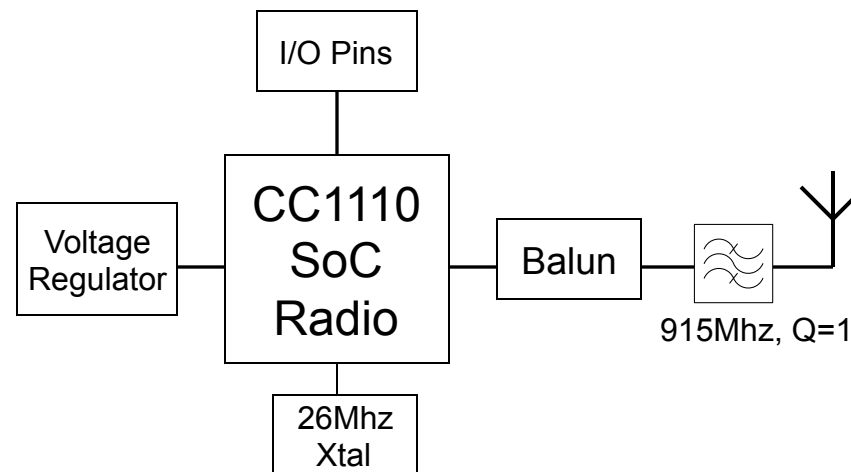 I/O Pins
CC1110
SoC
Radio
Voltage
Regulator
Balun
915Mhz, Q=1
26Mhz
Xtal